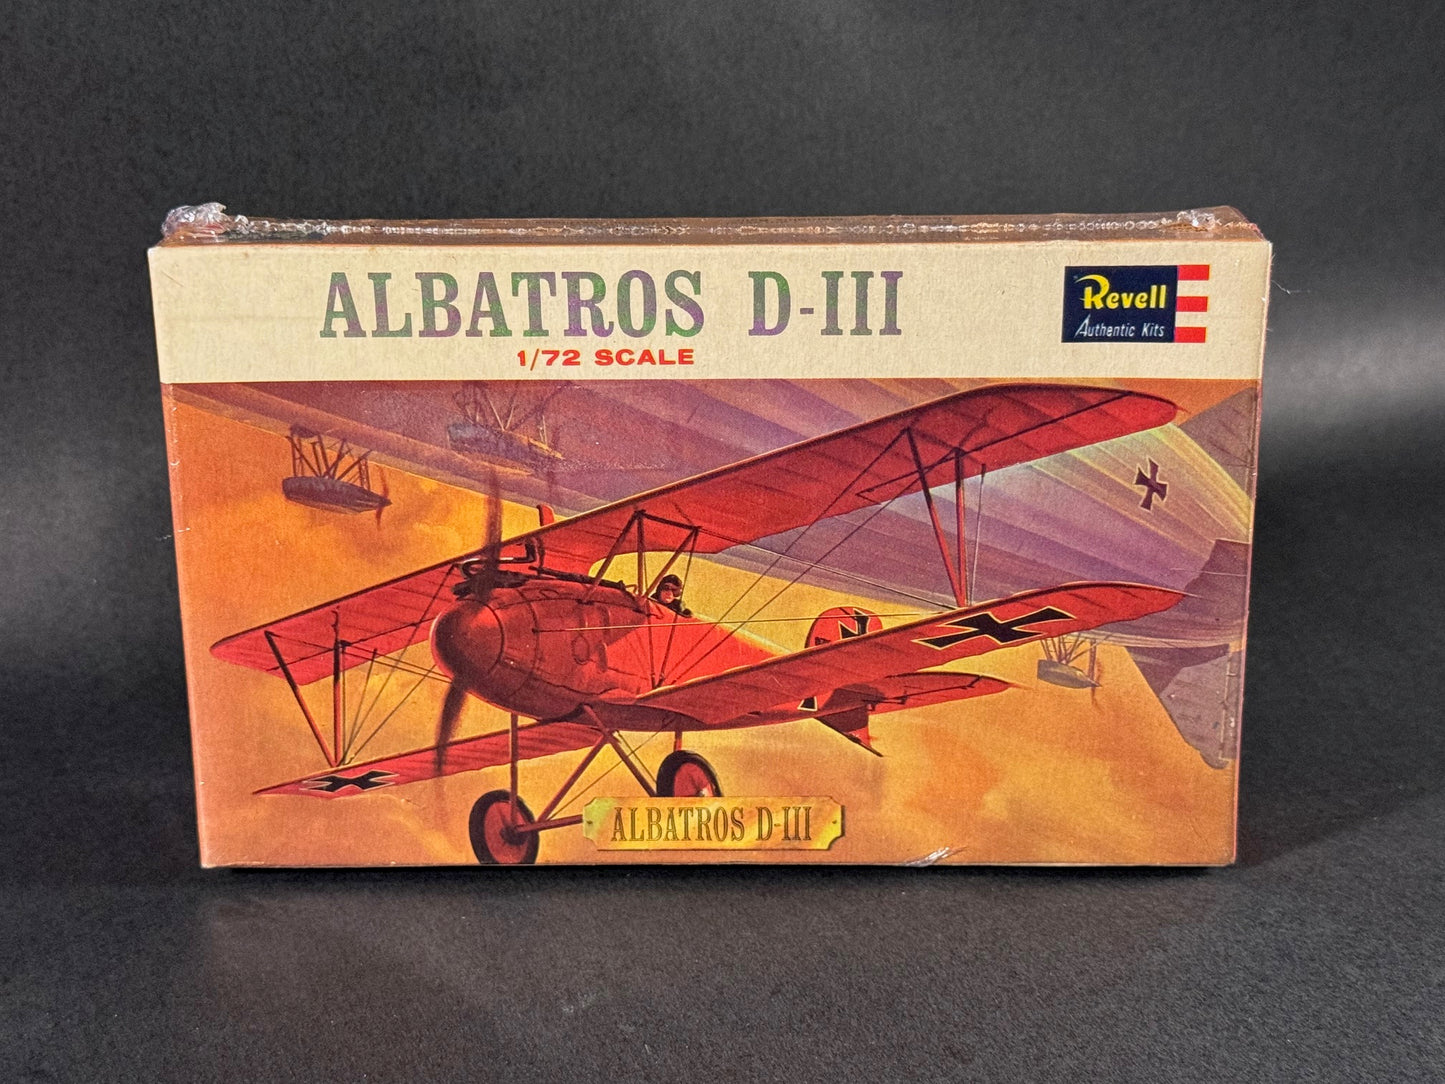 ALBATROS D-III
1/72 SCALE
Revell
Authentic Kits
ALBATROS D-III